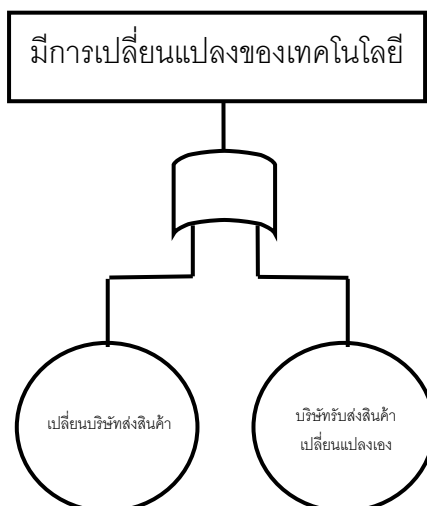 มีการเปลี่ยนแปลงของเทคโนโลยี
เปลี่ยนบริษัทส่งสินค้า
บริษัทรับส่งสินค้า
เปลี่ยนแปลงเอง